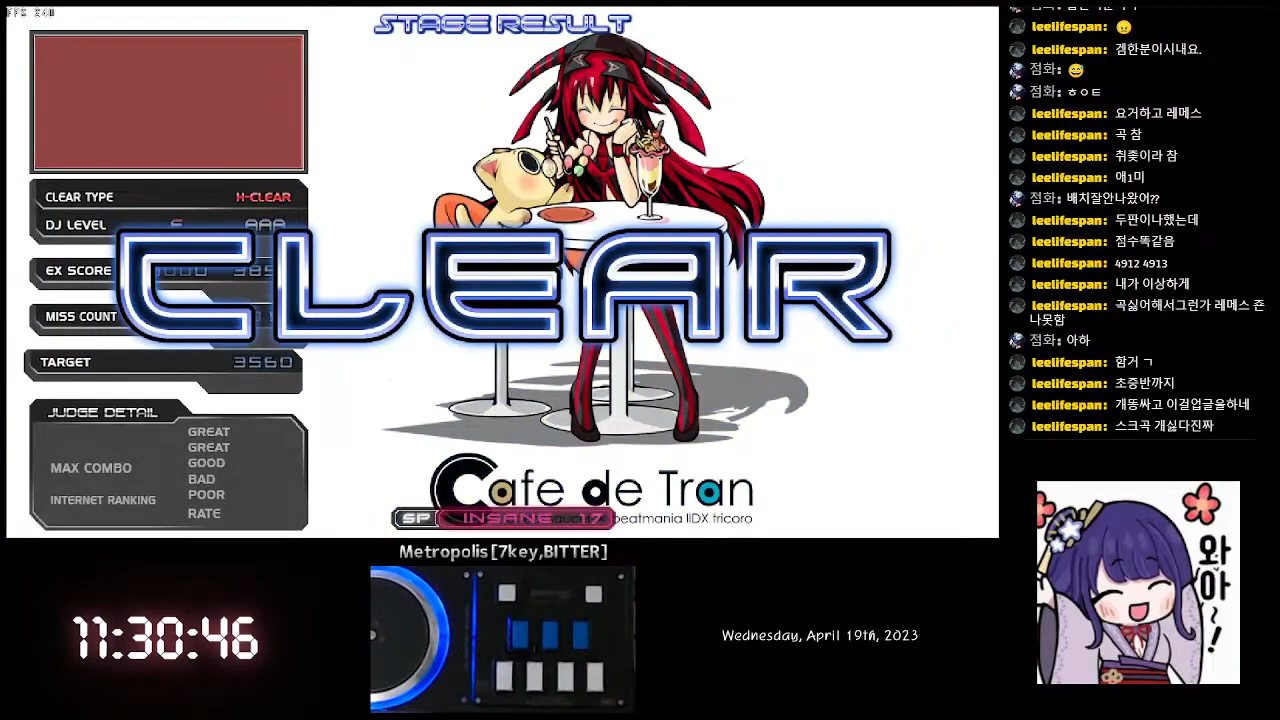 STAGE RESULT
CLEAR TYPE H-CLEAR
DJ LEVEL AAA
EX SCORE
MISS COUNT
TARGET 3560
CLEAR
JUDGE DETAIL
GREAT
GREAT
GOOD
BAD
POOR
RATE
MAX COMBO
INTERNET RANKING
Cafe de Tran
beatmania IIDX tricoro
SP INSANE 17
Metropolis[7key,BITTER]
11:30:46
Wednesday, April 19th, 2023
leelifespan: 😠
leelifespan: 겜한분이시내요.
점화: 😅
점화: ㅎㅇㅌ
leelifespan: 요거하고 레메스
leelifespan: 곡 참
leelifespan: 취좆이라 참
leelifespan: 얘1미
점화: 배치잘안나왔어??
leelifespan: 두판이나했는데
leelifespan: 점수똑같음
leelifespan: 4912 4913
leelifespan: 내가 이상하게
leelifespan: 곡싫어해서그런가 레메스 존
나못함
점화: 아하
leelifespan: 함거 ㄱ
leelifespan: 초중반까지
leelifespan: 개똥싸고 이걸업글을하네
leelifespan: 스크곡 개싫다진짜
와
아~!